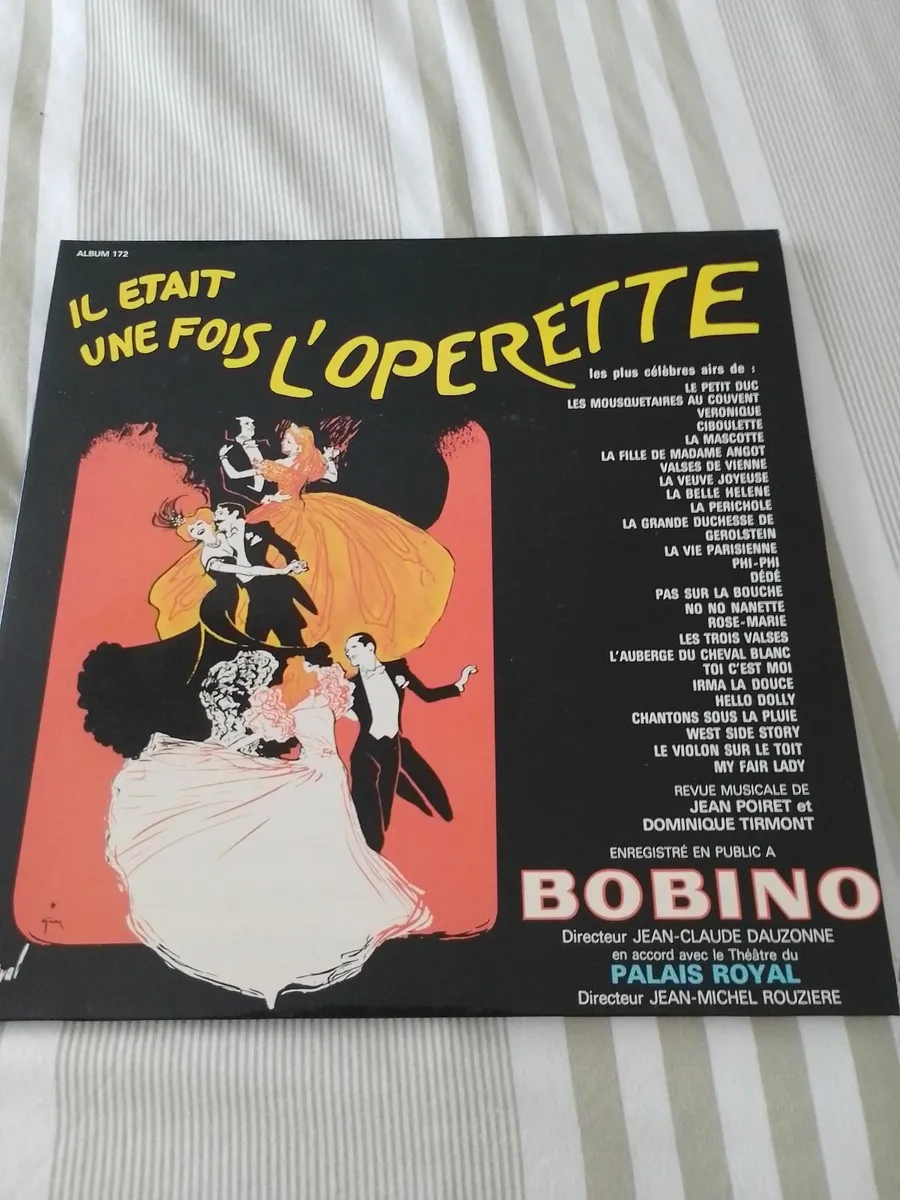 ALBUM 172
IL ETAIT
UNE FOIS L'OPERETTE
les plus célèbres airs de :
LE PETIT DUC
LES MOUSQUETAIRES AU COUVENT
VERONIQUE
CIBOULETTE
LA MASCOTTE
LA FILLE DE MADAME ANGOT
VALSES DE VIENNE
LA VEUVE JOYEUSE
LA BELLE HELENE
LA PERICHOLE
LA GRANDE DUCHESSE DE
GEROLSTEIN
LA VIE PARISIENNE
PHI-PHI
DÉDÉ
PAS SUR LA BOUCHE
NO NO NANETTE
ROSE-MARIE
LES TROIS VALSES
L'AUBERGE DU CHEVAL BLANC
TOI C'EST MOI
IRMA LA DOUCE
HELLO DOLLY
CHANTONS SOUS LA PLUIE
WEST SIDE STORY
LE VIOLON SUR LE TOIT
MY FAIR LADY
REVUE MUSICALE DE
JEAN POIRET et
DOMINIQUE TIRMONT
ENREGISTRÉ EN PUBLIC A
BOBINO
Directeur JEAN-CLAUDE DAUZONNE
en accord avec le Théâtre du
PALAIS ROYAL
Directeur JEAN-MICHEL ROUZIERE